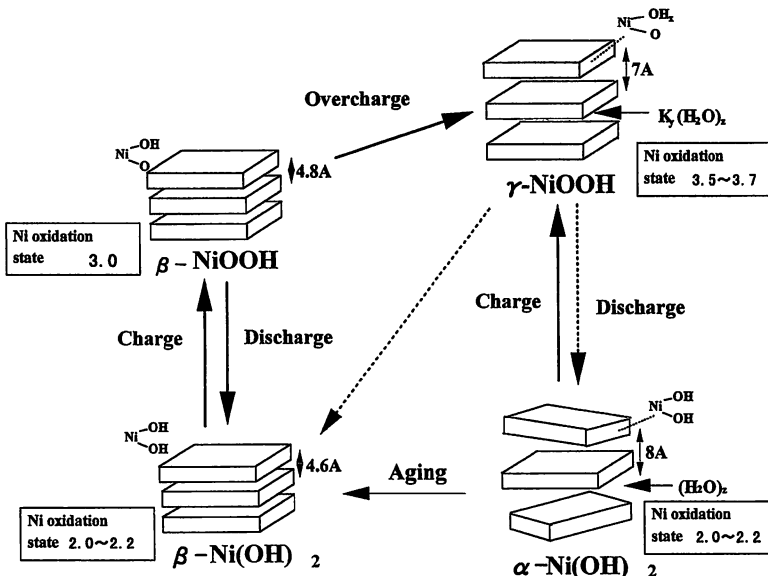 Ni
OHx
O
7A
Overcharge
Ky(H2O)z
Ni OH
O
4.8A
Ni oxidation
state 3.5~3.7
γ-NiOOH
Ni oxidation
state 3.0
β-NiOOH
Charge
Discharge
Charge
Discharge
Ni OH
OH
Ni OH
OH
4.6A
8A
Aging
(H2O)z
Ni oxidation
state 2.0~2.2
Ni oxidation
state 2.0~2.2
β-Ni(OH) 2
α-Ni(OH) 2